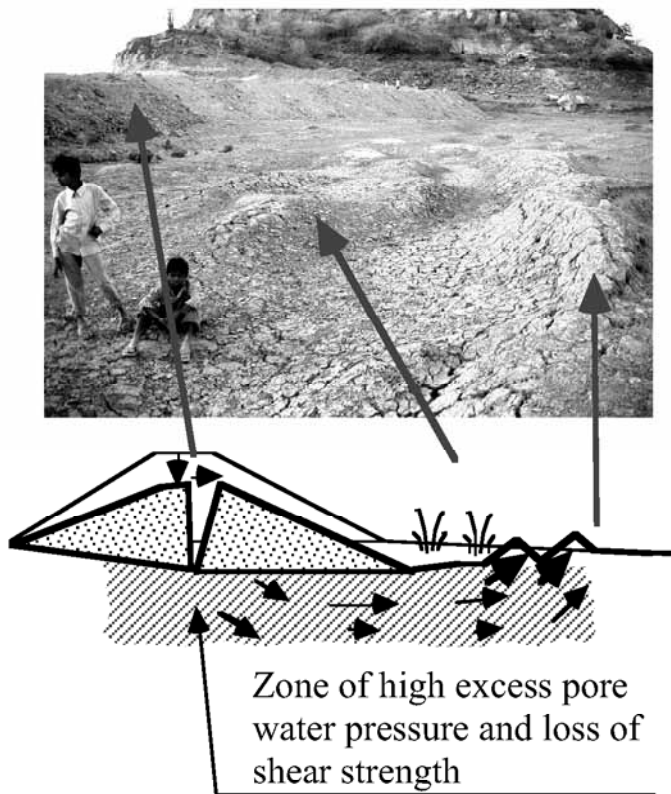 Zone of high excess pore
water pressure and loss of
shear strength